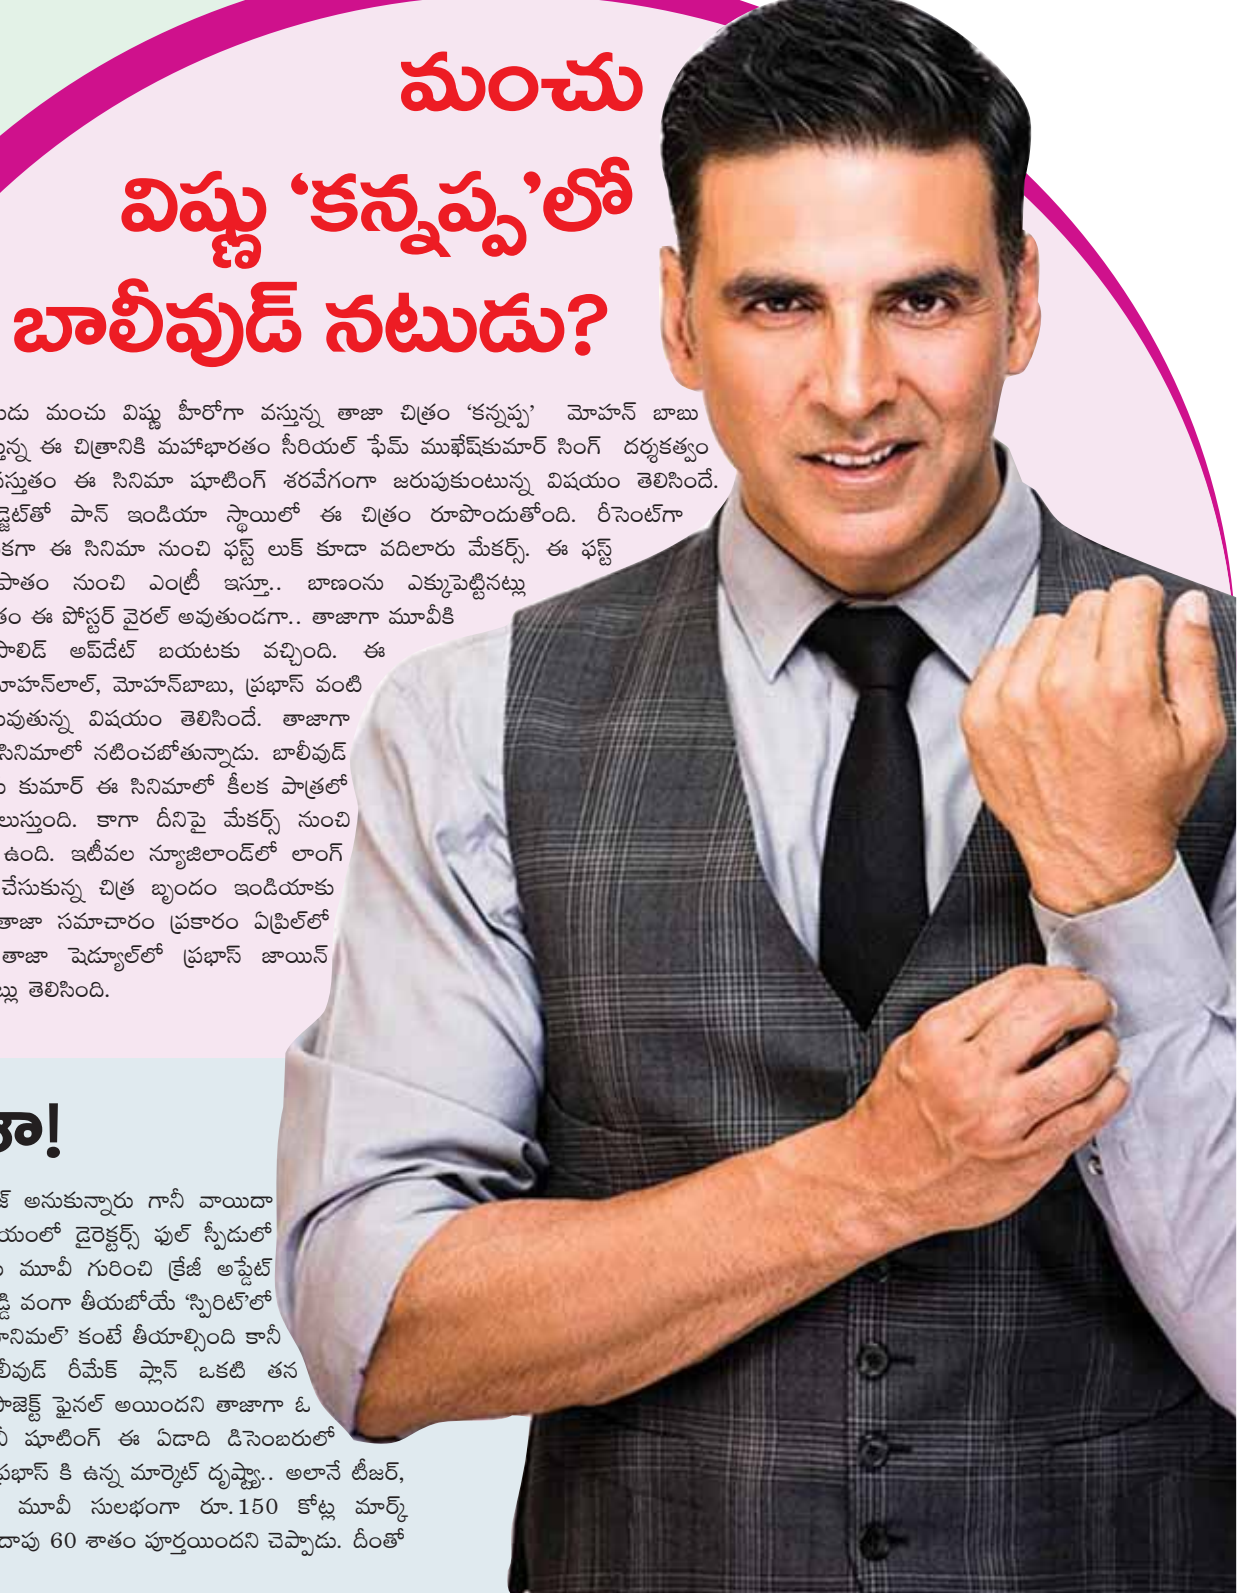 మంచు
విష్ణు ‘కన్నప్ప’లో
బాలీవుడ్ నటుడు?
మంచు విష్ణు హీరోగా వస్తున్న తాజా చిత్రం ‘కన్నప్ప’ మోహన్ బాబు
ఈ చిత్రానికి మహాభారతం సీరియల్ ఫేమ్ ముఖేష్‌కుమార్ సింగ్ దర్శకత్వం
ఈ సినిమా షూటింగ్ శరవేగంగా జరుపుకుంటున్న విషయం తెలిసిందే.
పాన్ ఇండియా స్థాయిలో ఈ చిత్రం రూపొందుతోంది. రీసెంట్‌గా
ఈ సినిమా నుంచి ఫస్ట్ లుక్ కూడా వదిలారు మేకర్స్. ఈ ఫస్ట్
నుంచి ఎంట్రీ ఇస్తూ.. బాణంను ఎక్కుపెట్టినట్లు
ఈ పోస్టర్ వైరల్ అవుతుండగా.. తాజాగా మూవీకి
అప్‌డేట్ బయటకు వచ్చింది. ఈ
మోహన్‌బాబు, ప్రభాస్ వంటి
విషయం తెలిసిందే. తాజాగా
సినిమాలో నటించబోతున్నాడు. బాలీవుడ్
కుమార్ ఈ సినిమాలో కీలక పాత్రలో
కాగా దీనిపై మేకర్స్ నుంచి
ఉంది. ఇటీవల న్యూజిలాండ్‌లో లాంగ్
చేసుకున్న చిత్ర బృందం ఇండియాకు
తాజా సమాచారం ప్రకారం ఏప్రిల్‌లో
తాజా షెడ్యూల్‌లో ప్రభాస్ జాయిన్
తెలిసింది.
అనుకున్నారు గానీ వాయిదా
డైరెక్టర్స్ ఫుల్ స్పీడులో
మూవీ గురించి క్రేజీ అప్డేట్
వంగా తీయబోయే ‘స్పిరిట్’లో
కంటే తీయాల్సింది కానీ
రీమేక్ ప్లాన్ ఒకటి తన
ఫైనల్ అయిందని తాజాగా ఓ
షూటింగ్ ఈ ఏడాది డిసెంబరులో
కి ఉన్న మార్కెట్ దృష్ట్యా.. అలానే టీజర్,
మూవీ సులభంగా రూ.150 కోట్ల మార్క్
60 శాతం పూర్తయిందని చెప్పాడు. దీంతో